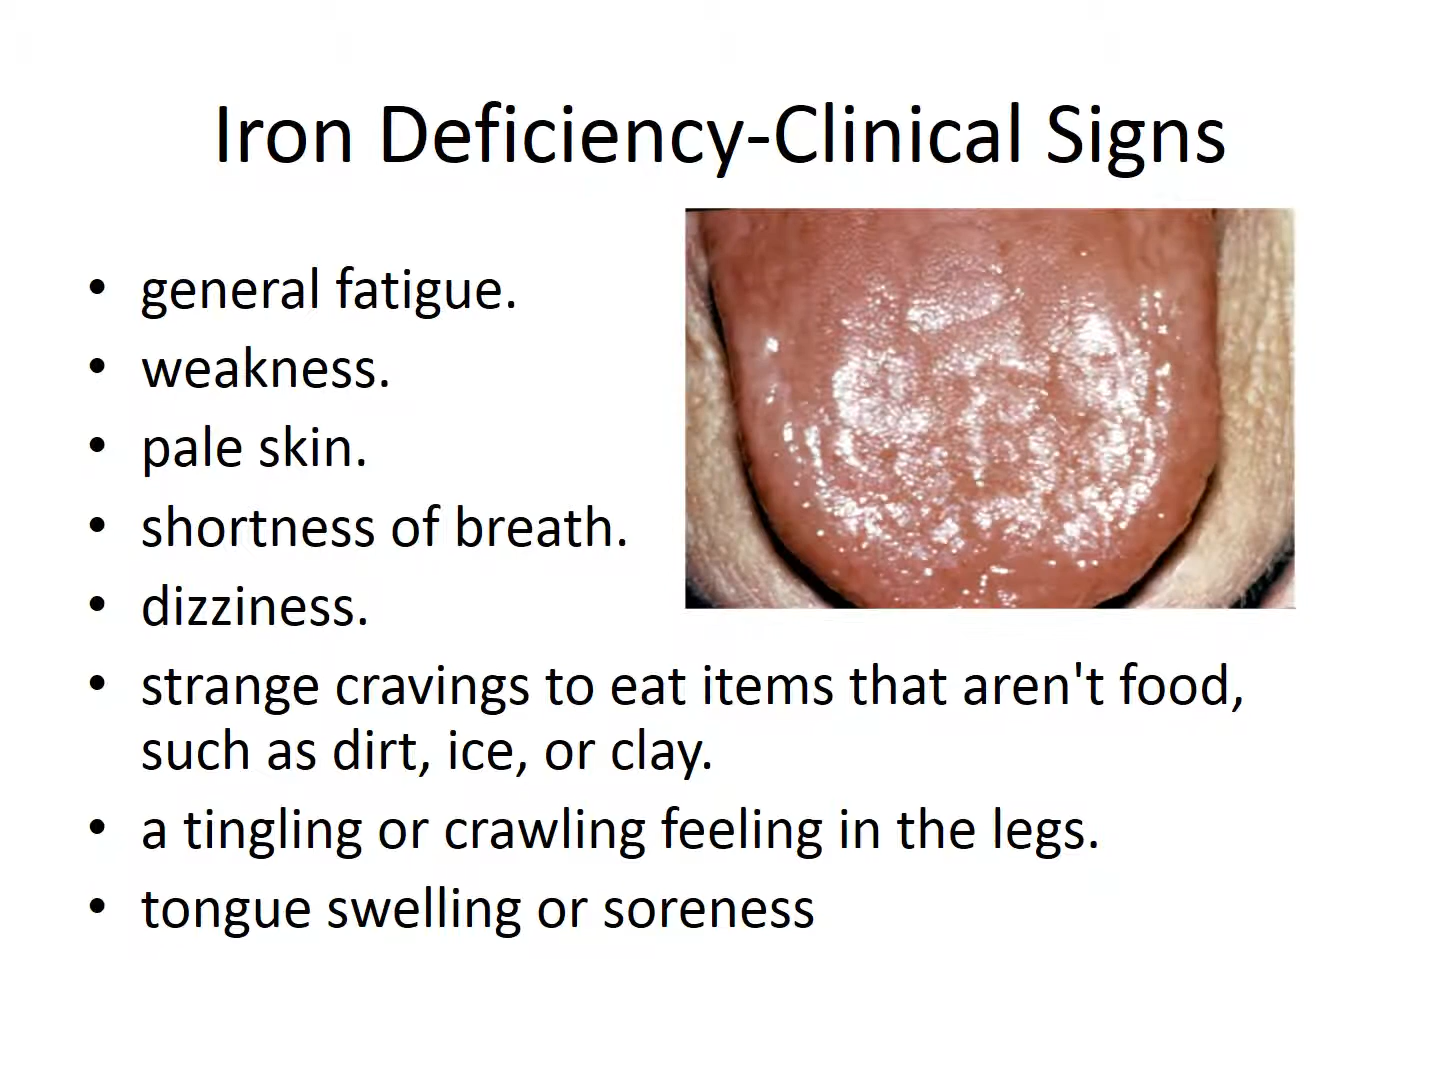 Iron Deficiency-Clinical Signs
• general fatigue.
• weakness.
• pale skin.
• shortness of breath.
• dizziness.
• strange cravings to eat items that aren't food,
such as dirt, ice, or clay.
• a tingling or crawling feeling in the legs.
• tongue swelling or soreness